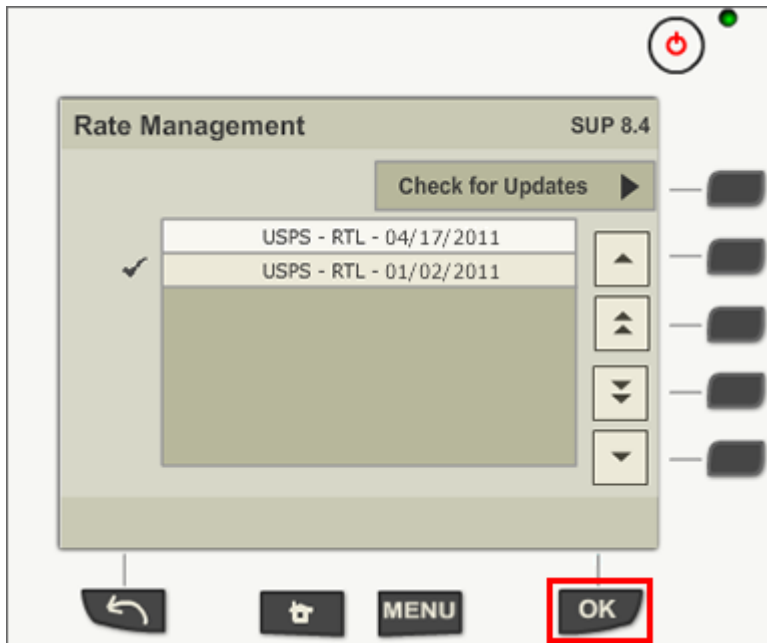 Rate Management
SUP 8.4
Check for Updates
USPS - RTL - 04/17/2011
USPS - RTL - 01/02/2011
MENU
OK